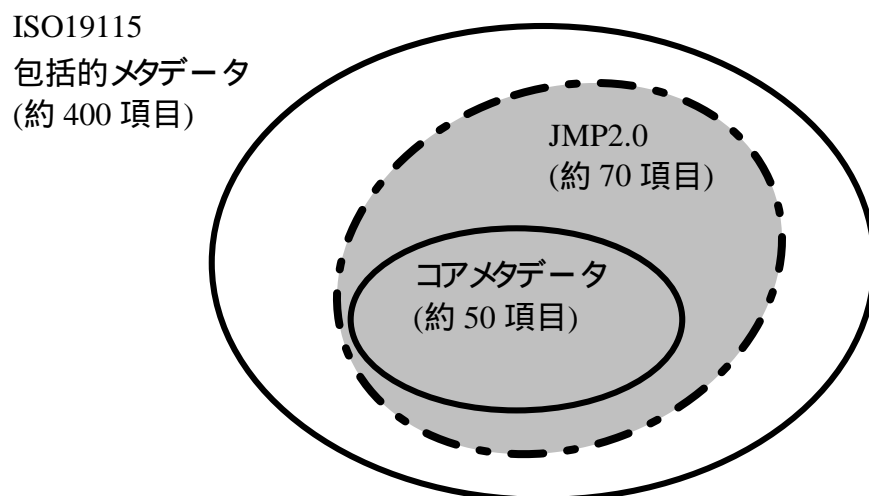 ISO19115
包括的メタデータ
(約 400 項目)
JMP2.0
(約 70 項目)
コアメタデータ
(約 50 項目)